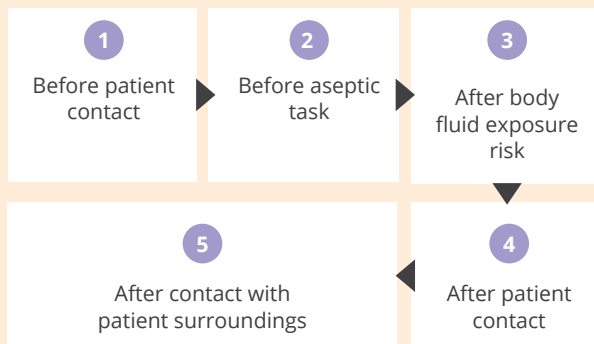 1
Before patient
contact
2
Before aseptic
task
3
After body
fluid exposure
risk
4
After patient
contact
5
After contact with
patient surroundings